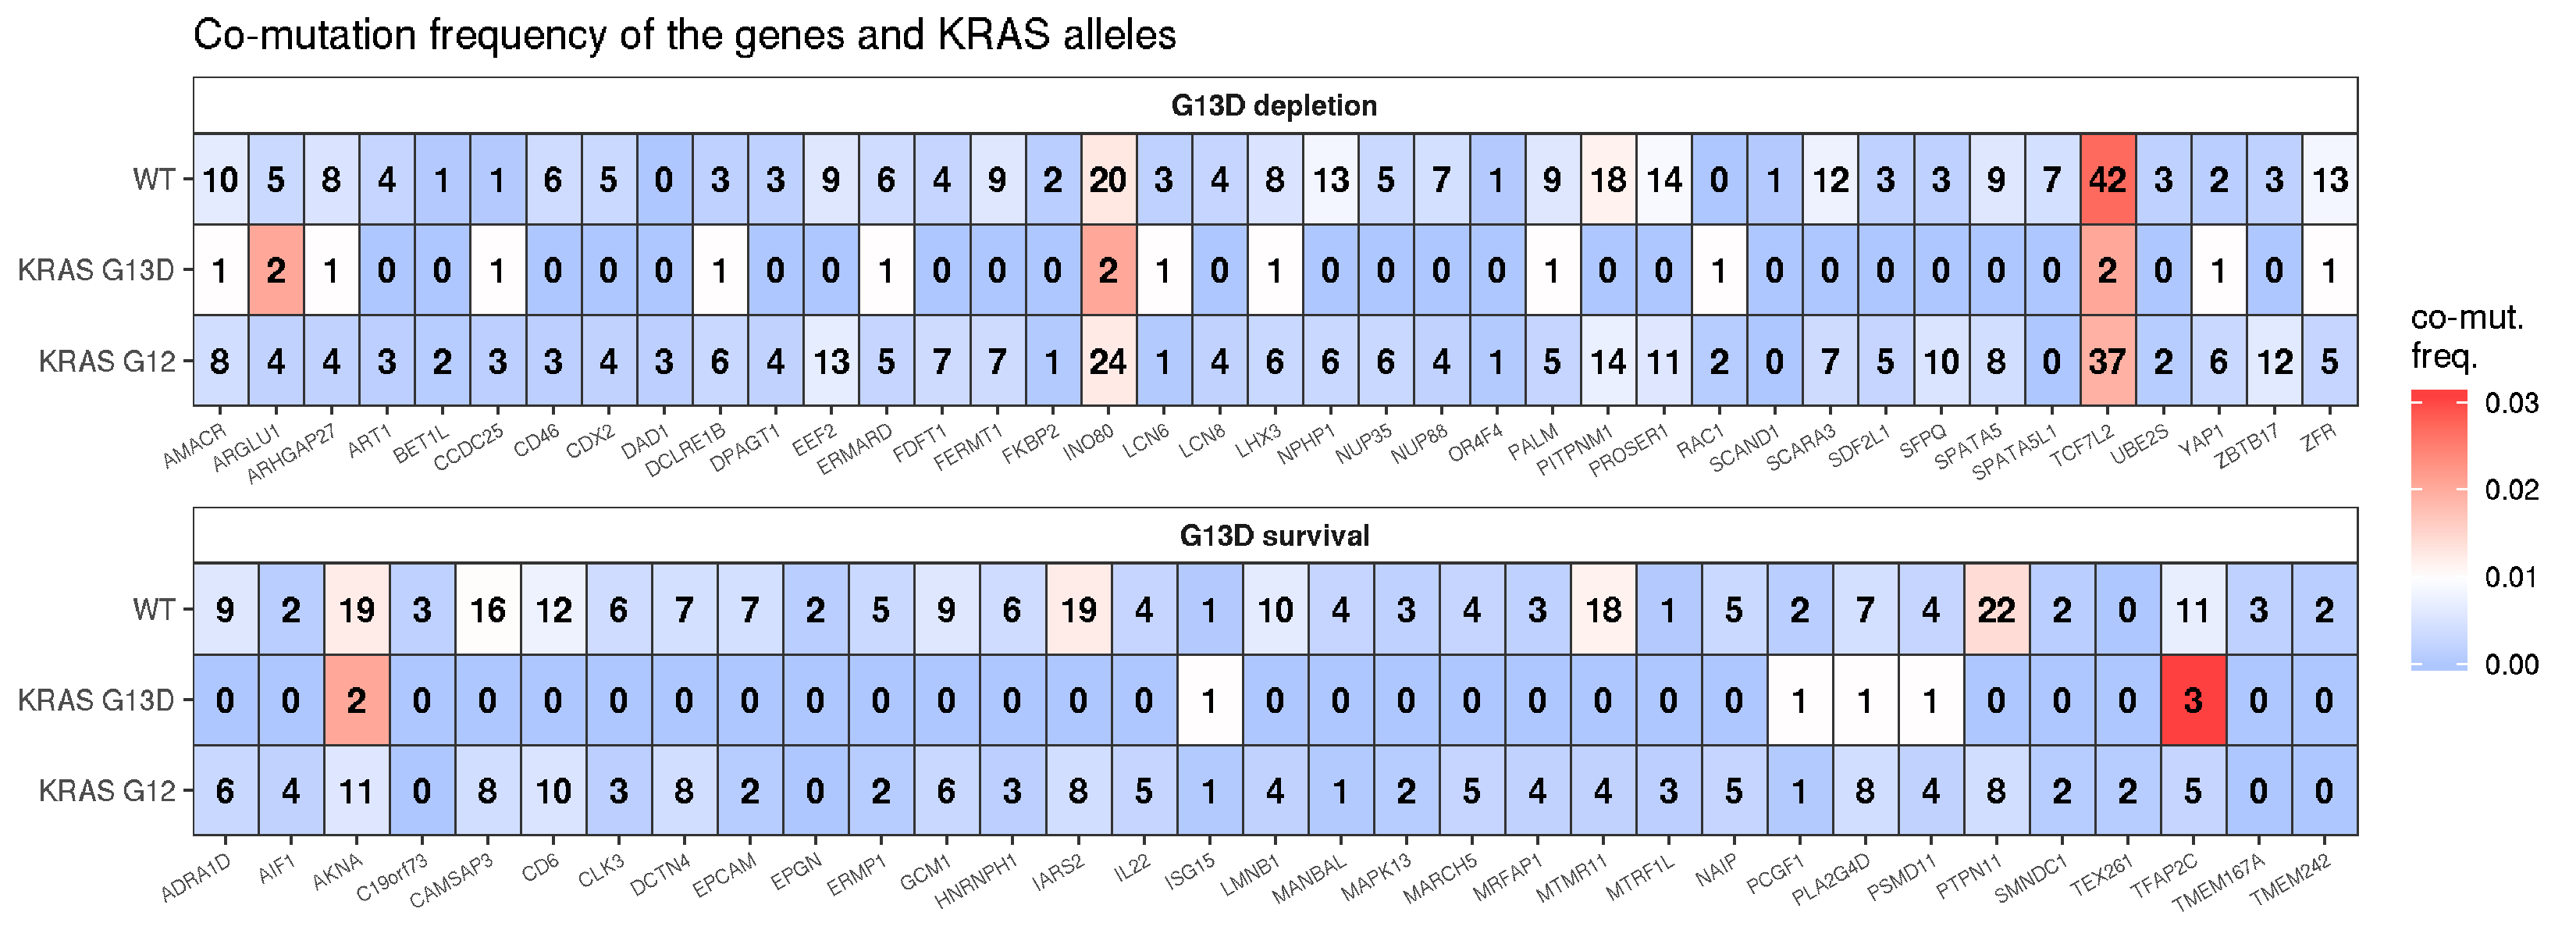 Co-mutation frequency of the genes and KRAS alleles
G13D depletion
WT 10 5 8 4 1 1 6 5 0 3 3 9 6 4 9 2 20 3 4 8 13 5 7 1 9 18 14 0 1 12 3 3 9 7 42 3 2 3 13
KRAS G13D 1 2 1 0 0 1 0 0 0 1 0 0 1 0 0 0 2 1 0 1 0 0 0 0 1 0 0 1 0 0 0 0 0 0 2 0 1 0 1
KRAS G12 8 4 4 3 2 3 3 4 3 6 4 13 5 7 7 1 24 1 4 6 6 6 4 1 5 14 11 2 0 7 5 10 8 0 37 2 6 12 5
AMACR ARGLU1 ARHGAP27 ART1 BET1L CCDC25 CD46 CDX2 DAD1 DCLRE1B DPAGT1 EEF2 ERMARD FDFT1 FERMT1 FKBP2 INO80 LCN6 LCN8 LHX3 NPHP1 NUP35 NUP88 OR4F4 PALM PITPNM1 PROSER1 RAC1 SCAND1 SCARA3 SDF2L1 SFPQ SPATA5 SPATA5L1 TCF7L2 UBE2S YAP1 ZBTB17 ZFR
G13D survival
WT 9 2 19 3 16 12 6 7 7 2 5 9 6 19 4 1 10 4 3 4 3 18 1 5 2 7 4 22 2 0 11 3 2
KRAS G13D 0 0 2 0 0 0 0 0 0 0 0 0 0 0 0 1 0 0 0 0 0 0 0 0 1 1 1 0 0 0 3 0 0
KRAS G12 6 4 11 0 8 10 3 8 2 0 2 6 3 8 5 1 4 1 2 5 4 4 3 5 1 8 4 8 2 2 5 0 0
ADRA1D AIF1 AKNA C19orf73 CAMSAP3 CD6 CLK3 DCTN4 EPCAM EPGN ERMP1 GCM1 HNRNPH1 IARS2 IL22 ISG15 LMNB1 MANBAL MAPK13 MARCH5 MRFAP1 MTMR11 MTRF1L NAIP PCGF1 PLA2G4D PSMD11 PTPN11 SMNDC1 TEX261 TFAP2C TMEM167A TMEM242
co-mut.
freq.
0.03
0.02
0.01
0.00